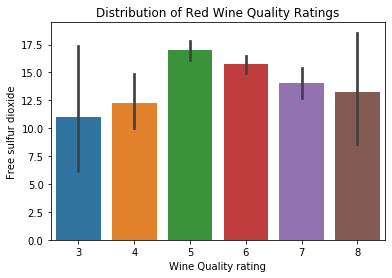 Distribution of Red Wine Quality Ratings
Free sulfur dioxide
17.5
15.0
12.5
10.0
7.5
5.0
2.5
0.0
3 4 5 6 7 8
Wine Quality rating